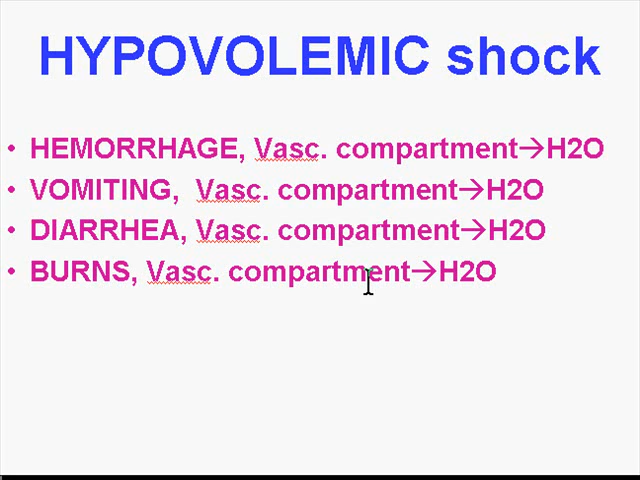 HYPOVOLEMIC shock
• HEMORRHAGE, Vasc. compartment→H2O
• VOMITING, Vasc. compartment→H2O
• DIARRHEA, Vasc. compartment→H2O
• BURNS, Vasc. compartment→H2O